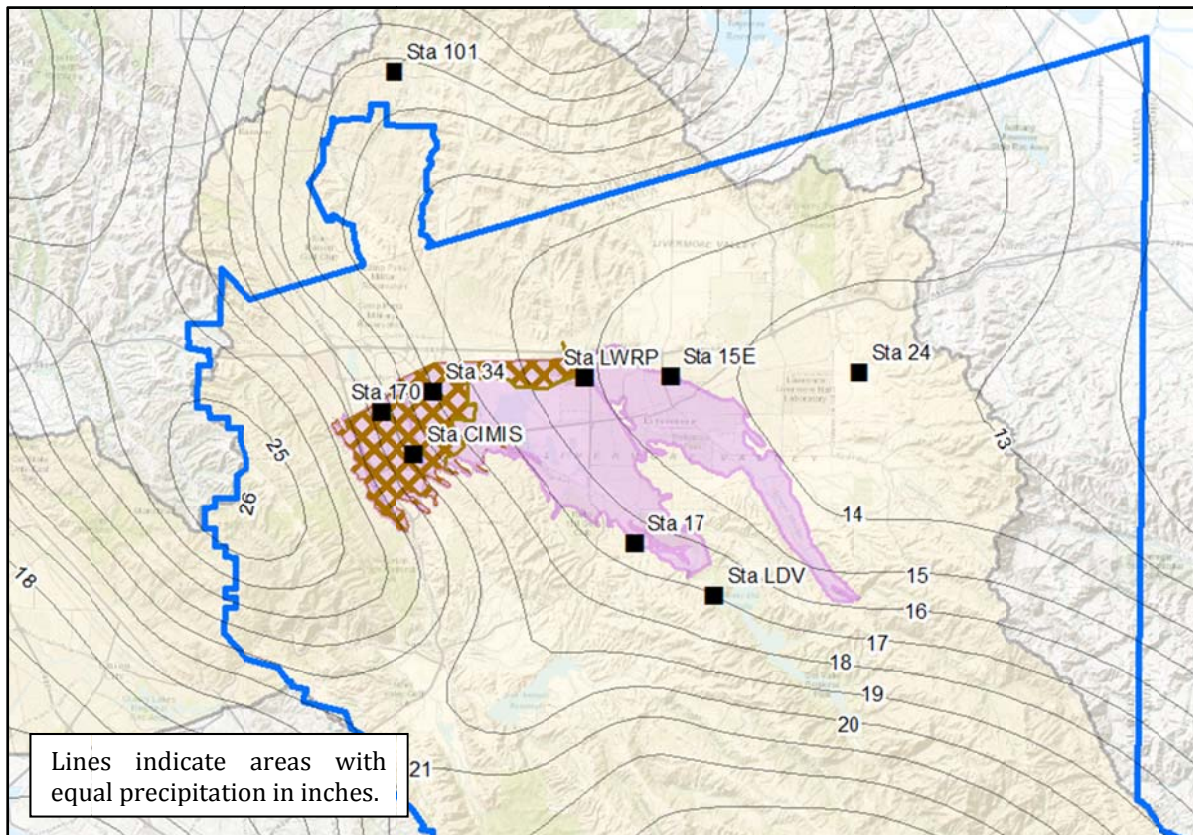 Sta 101
LIVERMORE VALLEY
Sta 34
Sta LWRP
Sta 15E
Sta 24
Sta 170
Sta CIMIS
25
26
13
14
Sta 17
Sta LDV
15
16
17
18
18
19
20
21
Lines indicate areas with
equal precipitation in inches.